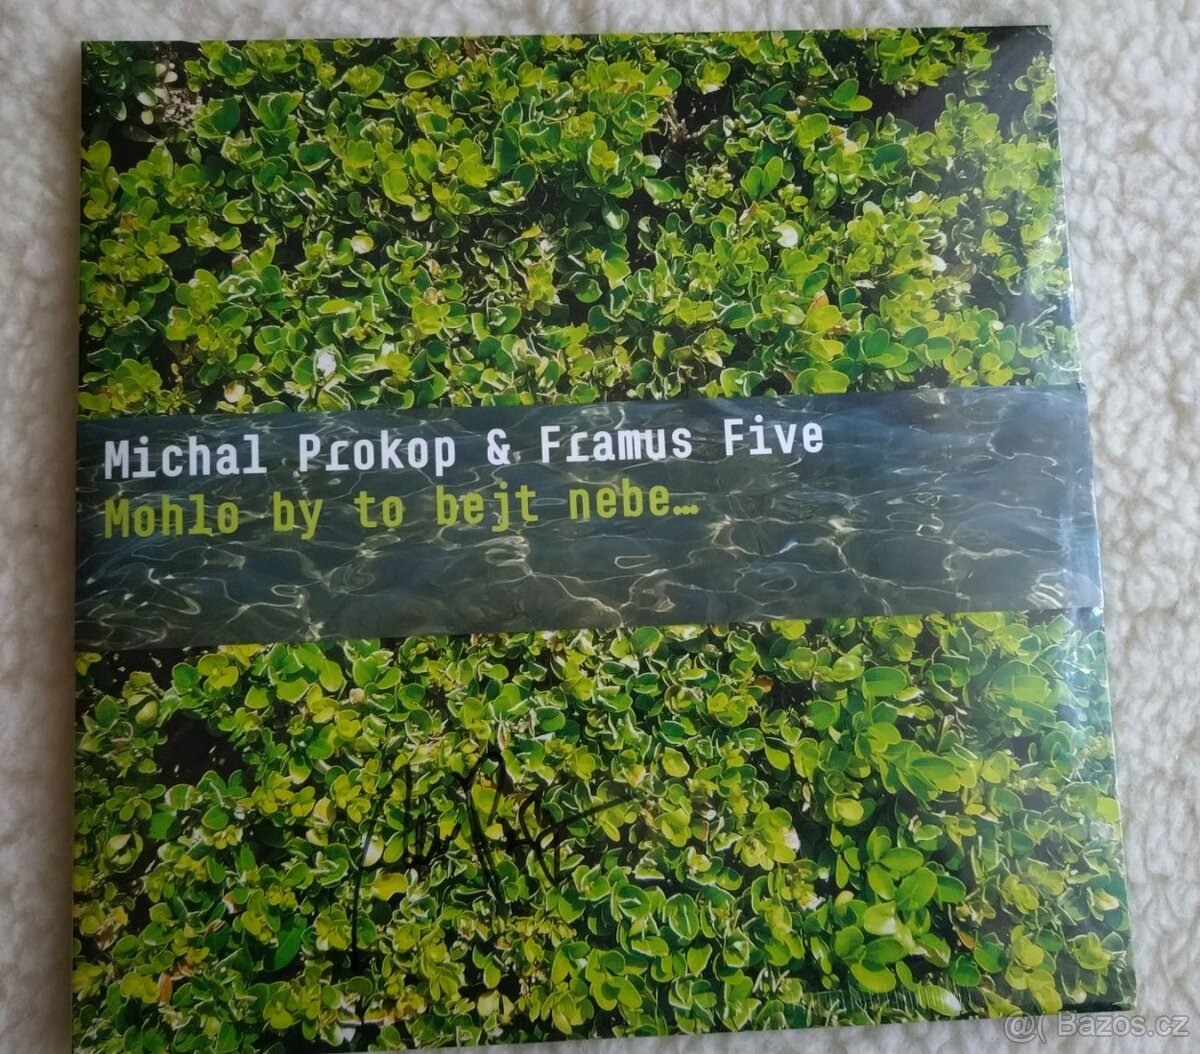 Michal Prokop & Framus Five
Mohlo by to bejt nebe…
@( Bazos.cz